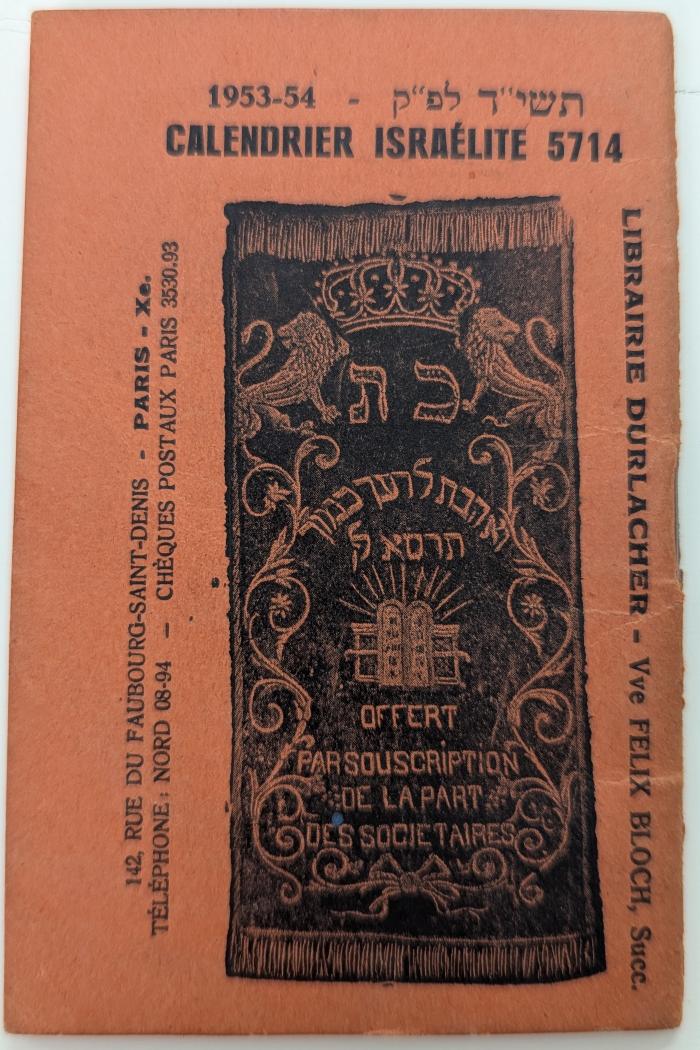 1953-54 - תשי״ד לפ״ק
CALENDRIER ISRAÉLITE 5714
LIBRAIRIE DURLACHER - Vve FELIX BLOCH, Succ.
כ ת
ואהבת לרעך כמוך
תרסא
OFFERT
PAR SOUSCRIPTION
DE LA PART
DES SOCIETAIRES
142, RUE DU FAUBOURG-SAINT-DENIS - PARIS - Xe.
TÉLÉPHONE : NORD 08-94 — CHÈQUES POSTAUX PARIS 3530.93